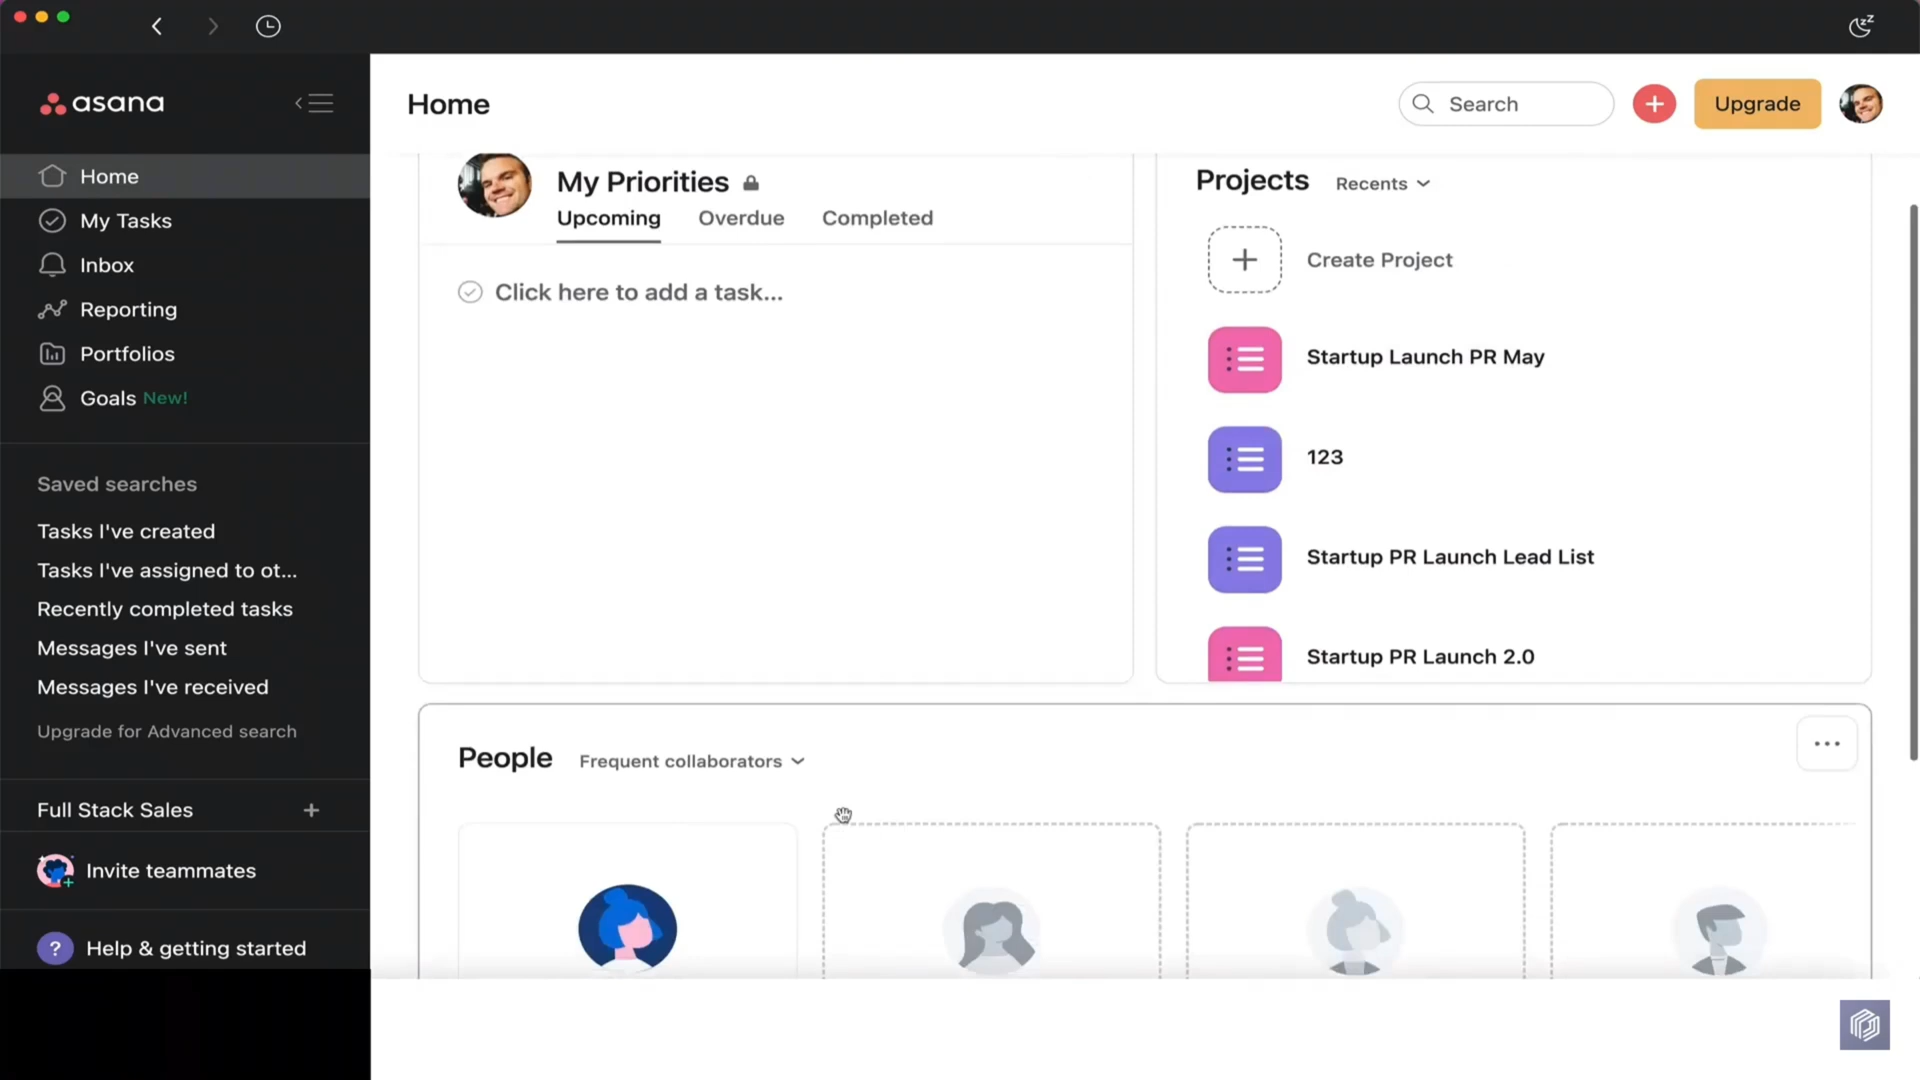 asana
Home
Search
Upgrade
Home
My Tasks
Inbox
Reporting
Portfolios
Goals New!
Saved searches
Tasks I've created
Tasks I've assigned to ot...
Recently completed tasks
Messages I've sent
Messages I've received
Upgrade for Advanced search
Full Stack Sales
Invite teammates
? Help & getting started
My Priorities
Upcoming Overdue Completed
Click here to add a task...
Projects Recents
Create Project
Startup Launch PR May
123
Startup PR Launch Lead List
Startup PR Launch 2.0
People Frequent collaborators